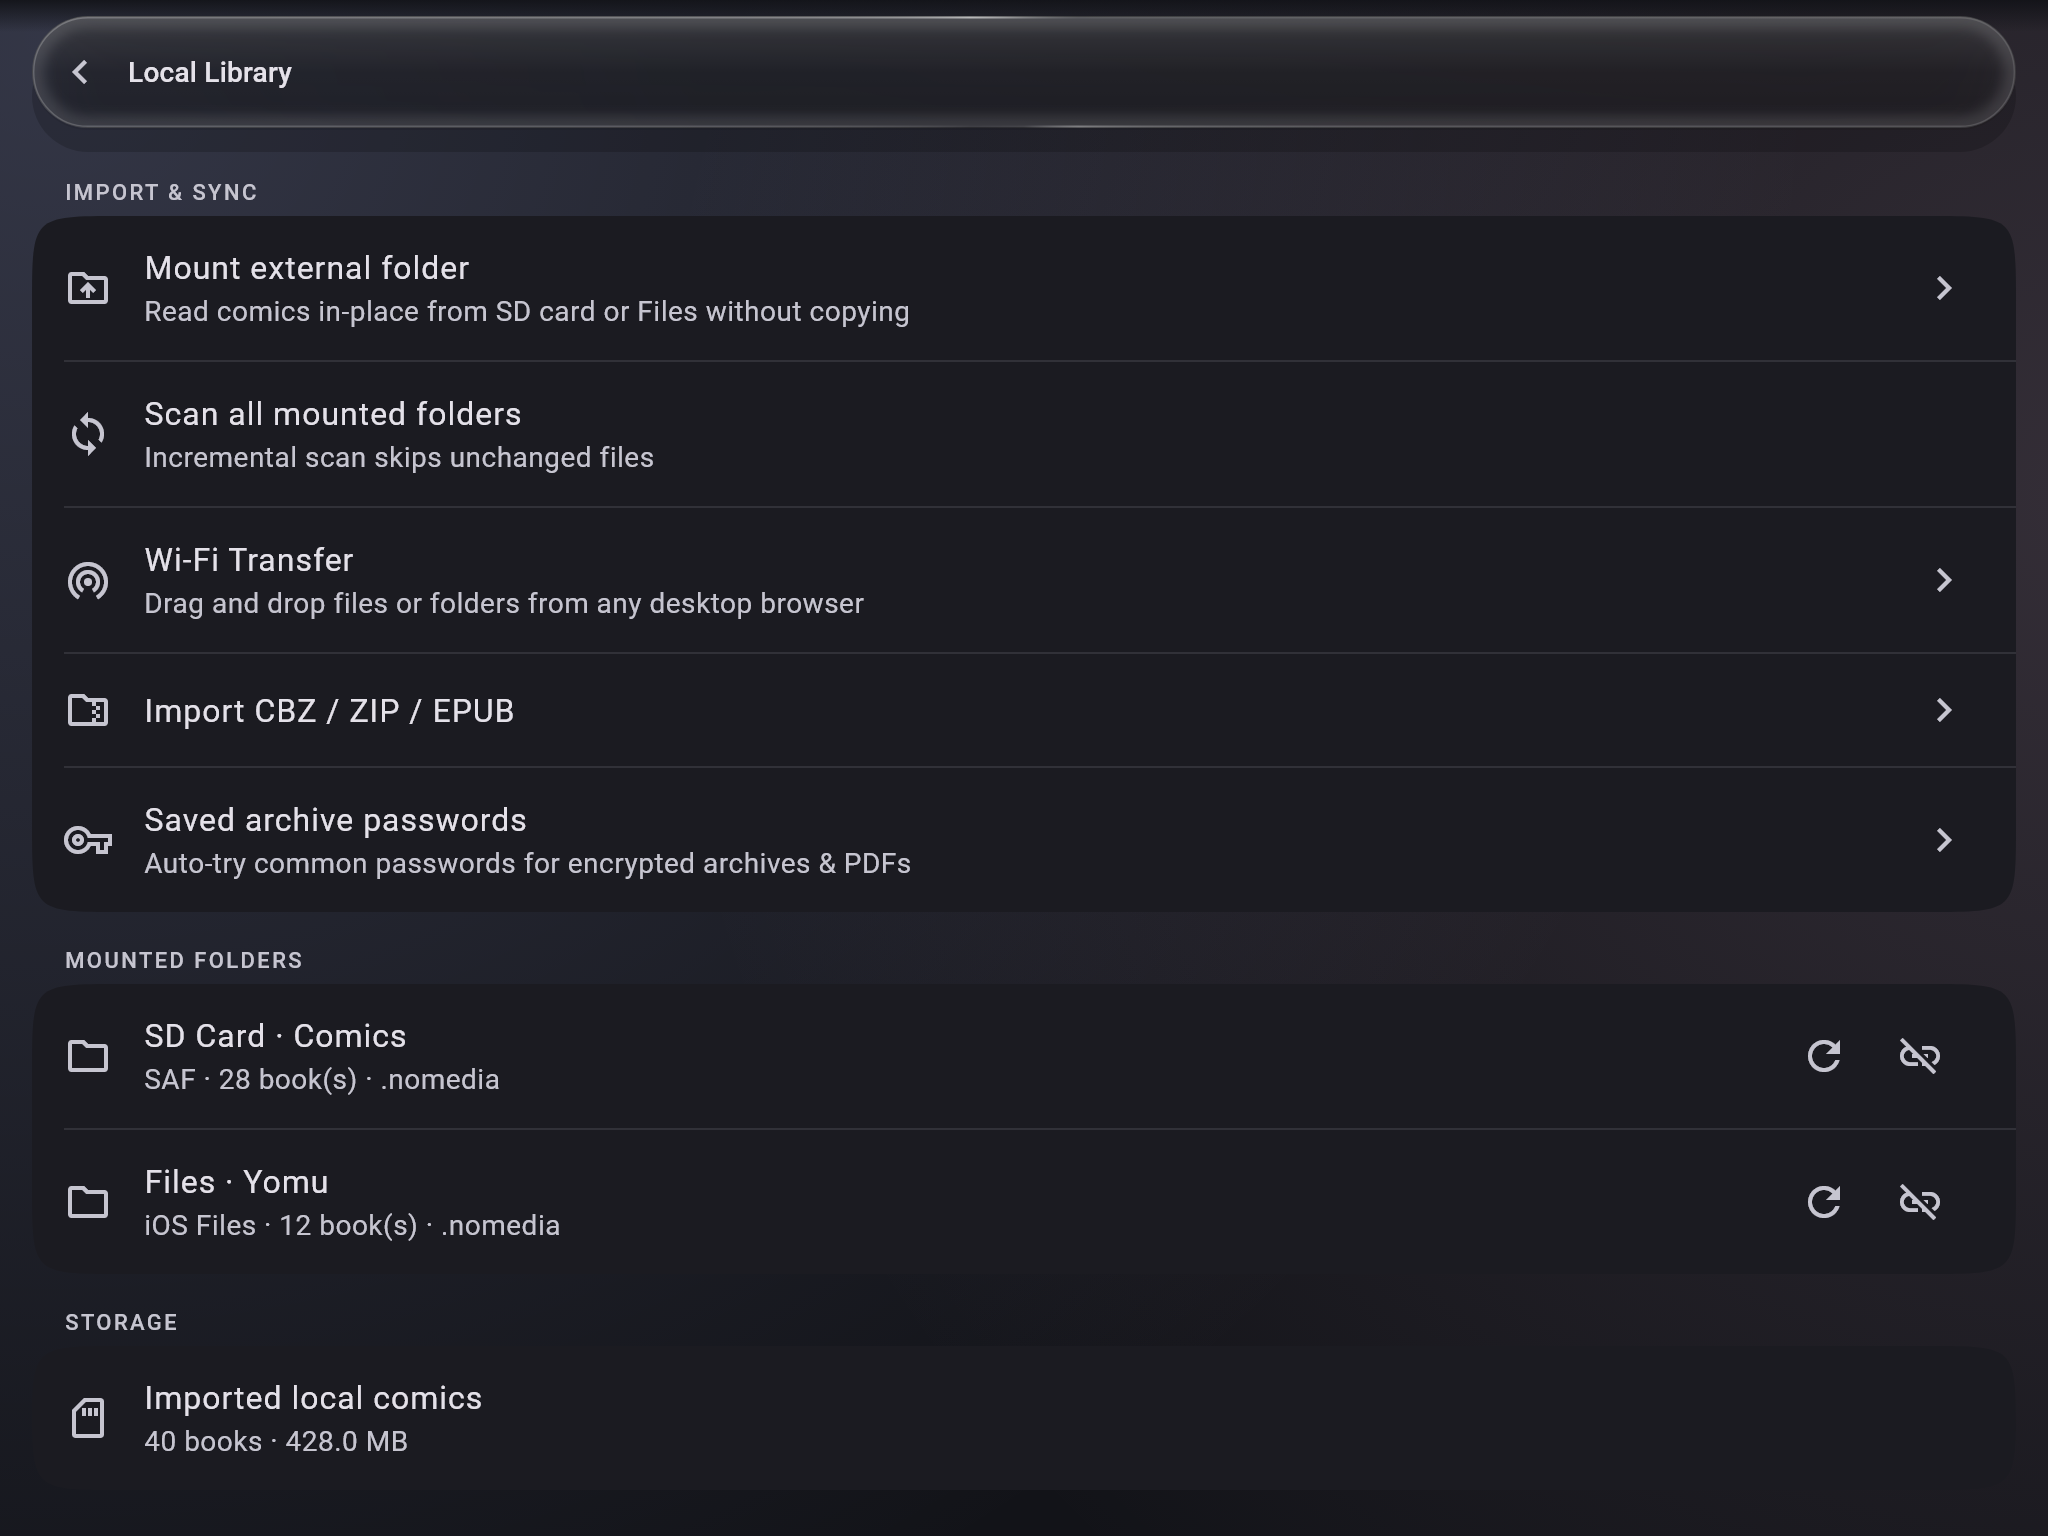 Local Library
IMPORT & SYNC
Mount external folder
Read comics in-place from SD card or Files without copying
Scan all mounted folders
Incremental scan skips unchanged files
Wi-Fi Transfer
Drag and drop files or folders from any desktop browser
Import CBZ / ZIP / EPUB
Saved archive passwords
Auto-try common passwords for encrypted archives & PDFs
MOUNTED FOLDERS
SD Card · Comics
SAF · 28 book(s) · .nomedia
Files · Yomu
iOS Files · 12 book(s) · .nomedia
STORAGE
Imported local comics
40 books · 428.0 MB